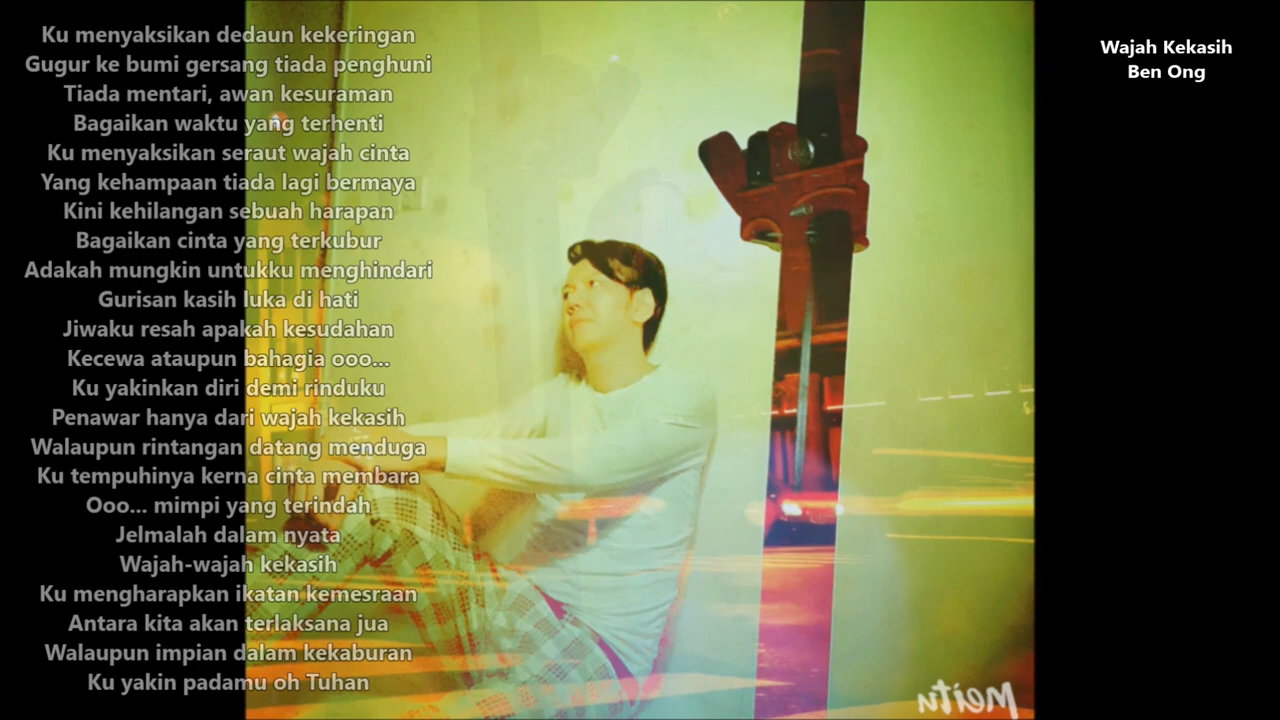 Ku menyaksikan dedaun kekeringan
Gugur ke bumi gersang tiada penghuni
Tiada mentari, awan kesuraman
Bagaikan waktu yang terhenti
Ku menyaksikan seraut wajah cinta
Yang kehampaan tiada lagi bermaya
Kini kehilangan sebuah harapan
Bagaikan cinta yang terkubur
Adakah mungkin untukku menghindari
Gurisan kasih luka di hati
Jiwaku resah apakah kesudahan
Kecewa ataupun bahagia ooo...
Ku yakinkan diri demi rinduku
Penawar hanya dari wajah kekasih
Walaupun rintangan datang menduga
Ku tempuhinya kerna cinta membara
Ooo... mimpi yang terindah
Jelmalah dalam nyata
Wajah-wajah kekasih
Ku mengharapkan ikatan kemesraan
Antara kita akan terlaksana jua
Walaupun impian dalam kekaburan
Ku yakin padamu oh Tuhan
Wajah Kekasih
Ben Ong
meitu